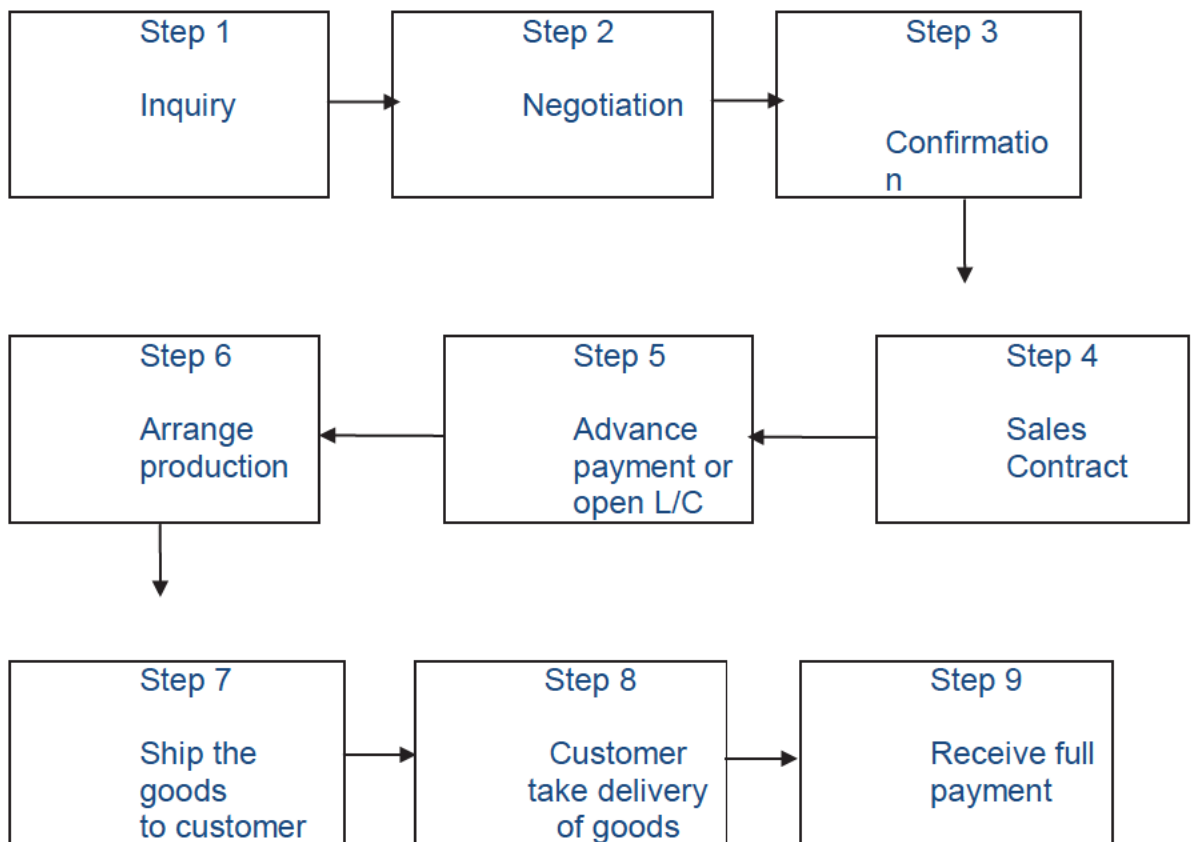 Step 1
Inquiry
Step 2
Negotiation
Step 3
Confirmatio
n
Step 4
Sales
Contract
Step 5
Advance
payment or
open L/C
Step 6
Arrange
production
Step 7
Ship the
goods
to customer
Step 8
Customer
take delivery
of goods
Step 9
Receive full
payment